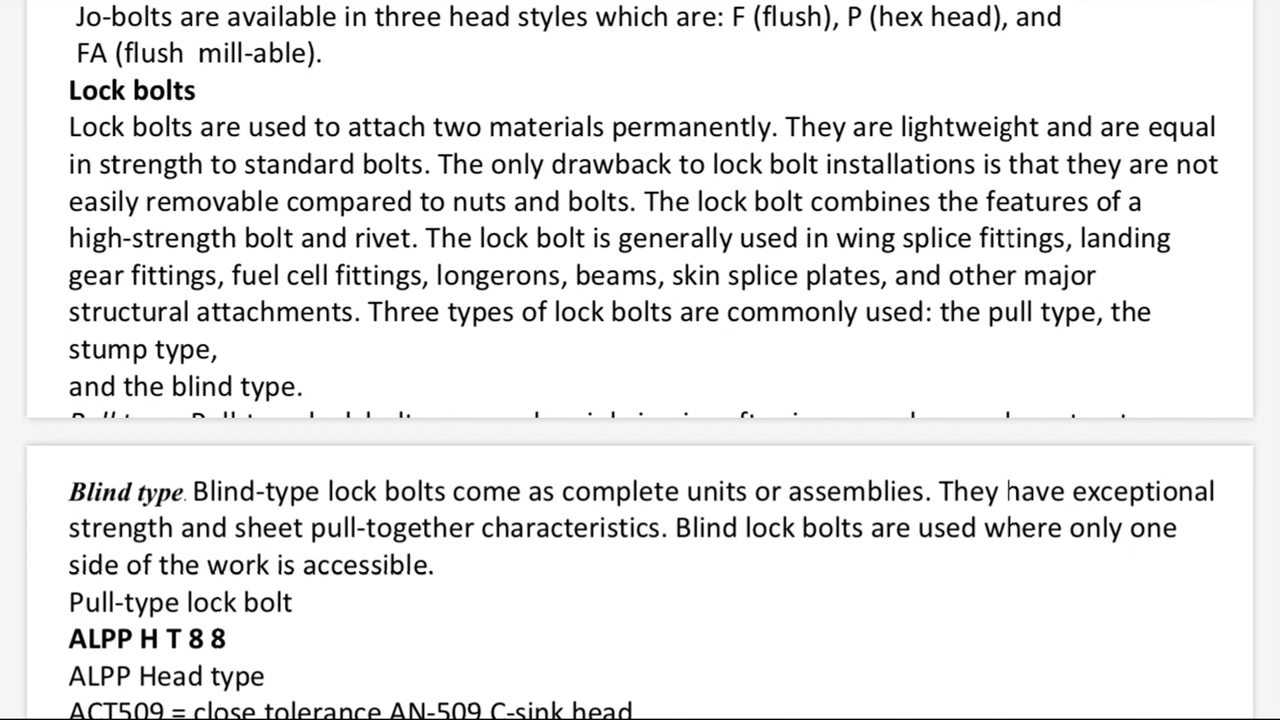 Jo-bolts are available in three head styles which are: F (flush), P (hex head), and
FA (flush mill-able).
Lock bolts
Lock bolts are used to attach two materials permanently. They are lightweight and are equal
in strength to standard bolts. The only drawback to lock bolt installations is that they are not
easily removable compared to nuts and bolts. The lock bolt combines the features of a
high-strength bolt and rivet. The lock bolt is generally used in wing splice fittings, landing
gear fittings, fuel cell fittings, longerons, beams, skin splice plates, and other major
structural attachments. Three types of lock bolts are commonly used: the pull type, the
stump type,
and the blind type.
Blind type. Blind-type lock bolts come as complete units or assemblies. They have exceptional
strength and sheet pull-together characteristics. Blind lock bolts are used where only one
side of the work is accessible.
Pull-type lock bolt
ALPP H T 8 8
ALPP Head type
ACT509 = close tolerance AN-509 C-sink head